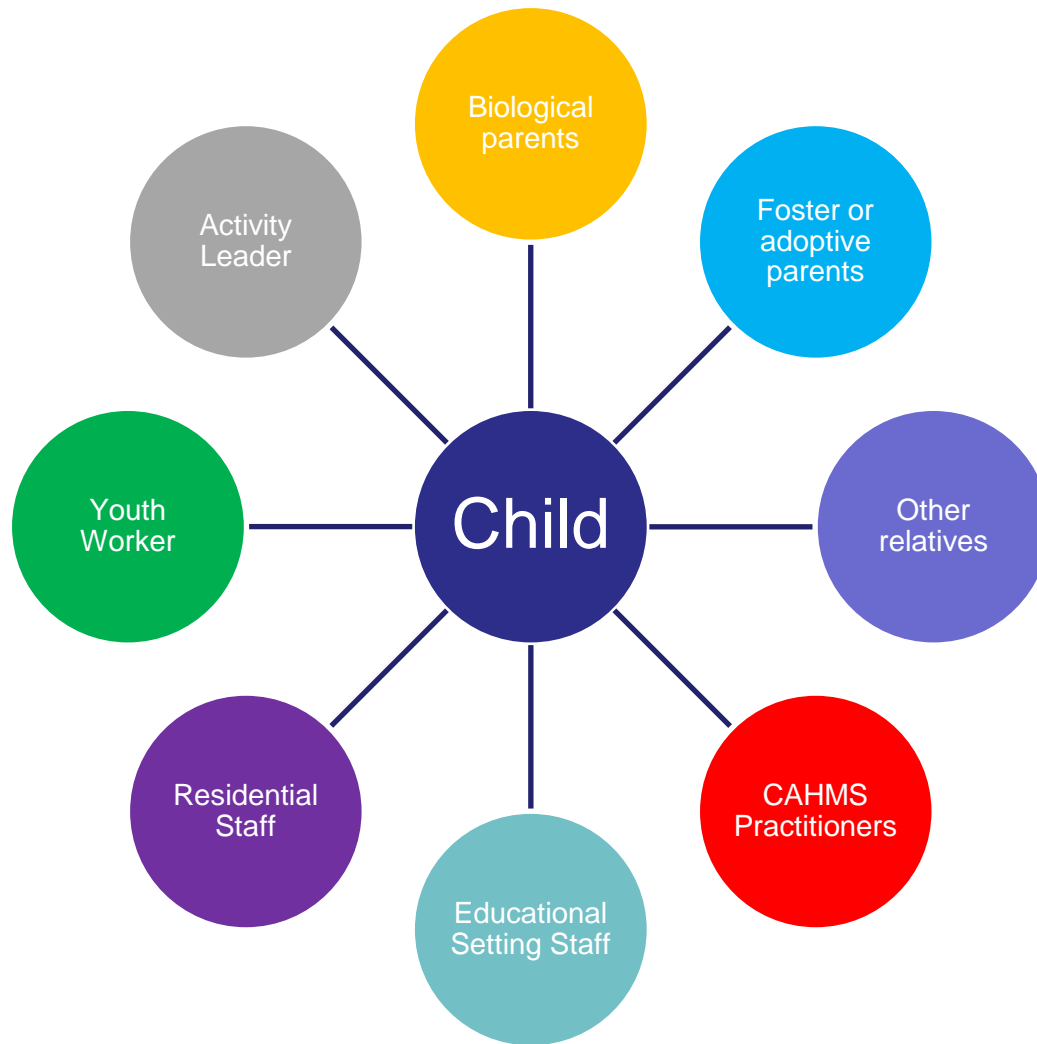 Biological
parents
Activity
Leader
Foster or
adoptive
parents
Youth
Worker
Child
Other
relatives
Residential
Staff
CAHMS
Practitioners
Educational
Setting Staff